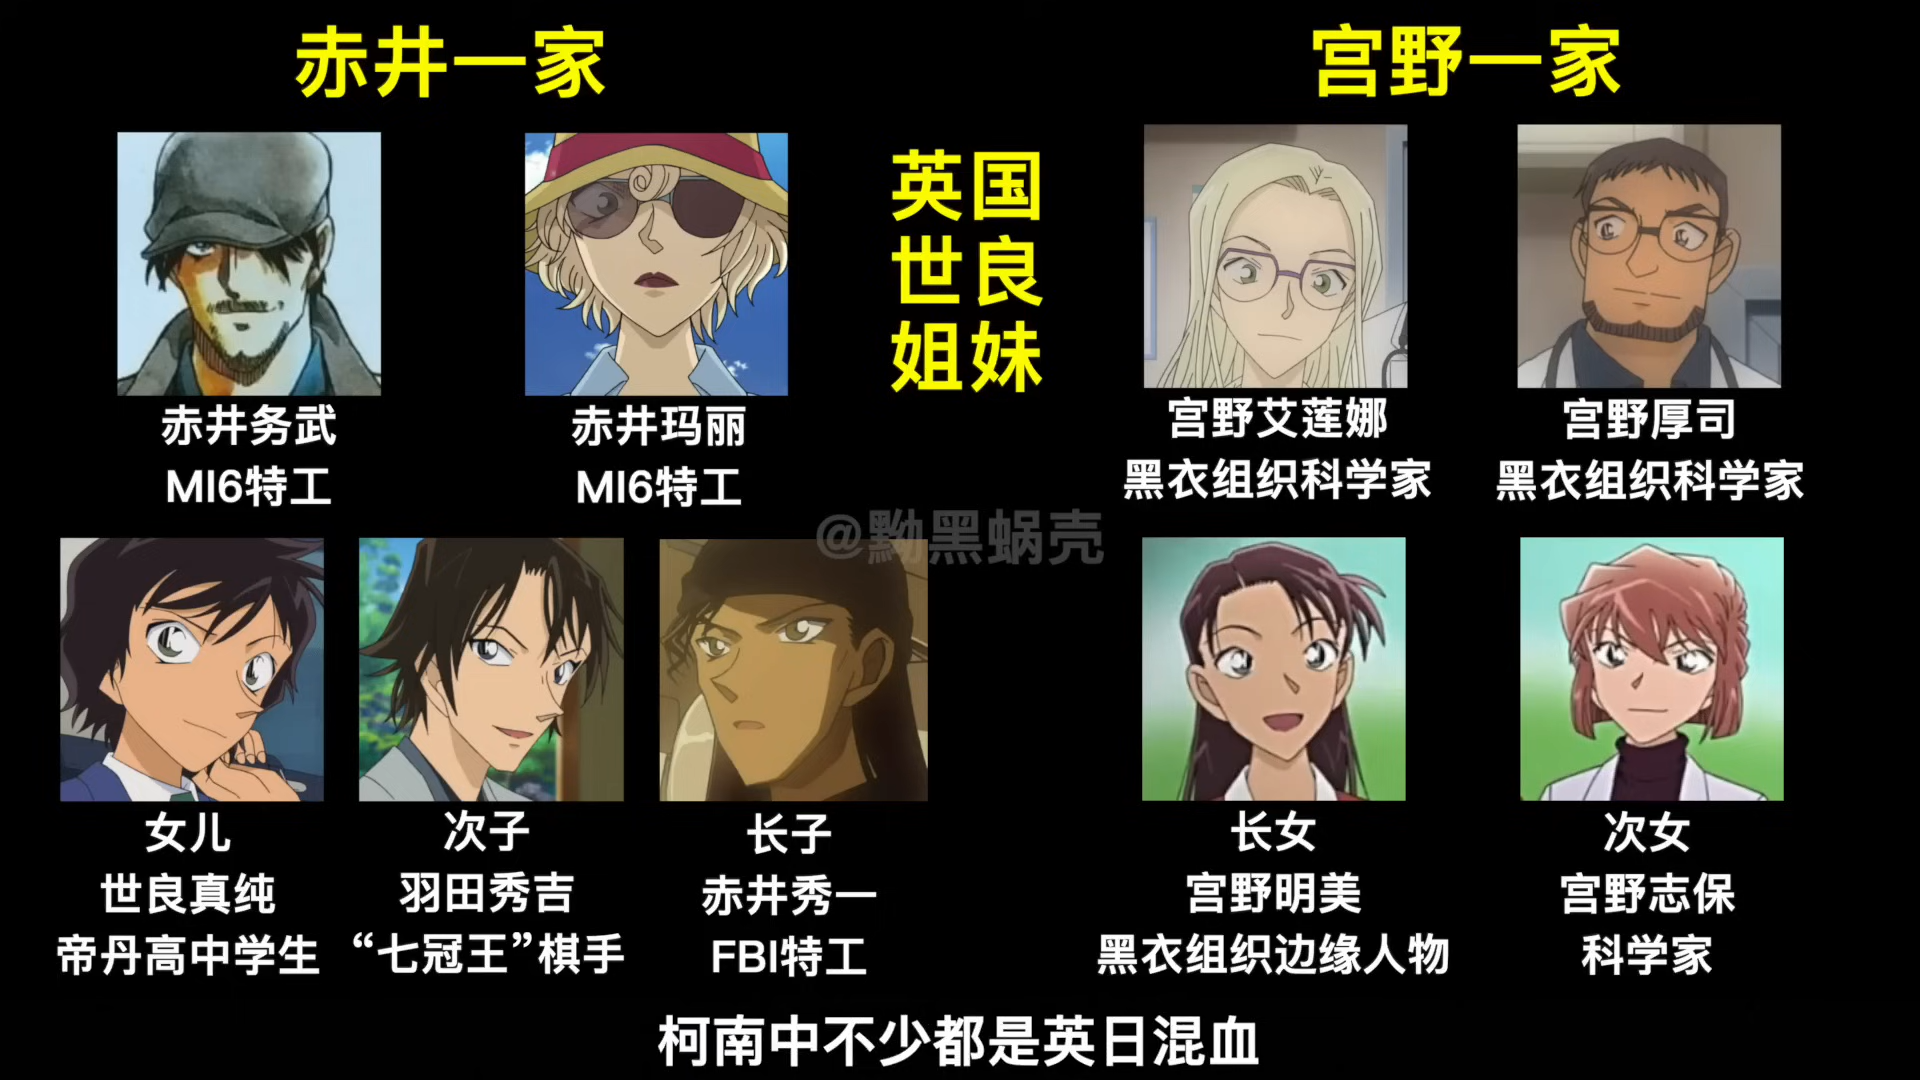 赤井一家
宫野一家
英国
世良
姐妹
赤井务武
MI6特工
赤井玛丽
MI6特工
宫野艾莲娜
黑衣组织科学家
宫野厚司
黑衣组织科学家
@黝黑蜗壳
女儿
世良真纯
帝丹高中学生
次子
羽田秀吉
“七冠王”棋手
长子
赤井秀一
FBI特工
长女
宫野明美
黑衣组织边缘人物
次女
宫野志保
科学家
柯南中不少都是英日混血